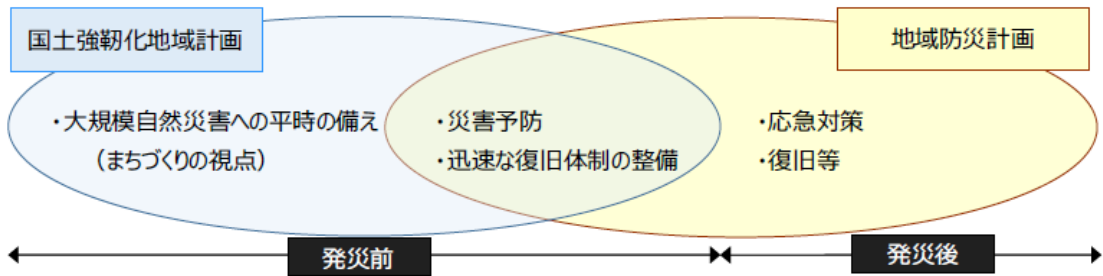 国土強靭化地域計画
地域防災計画
・大規模自然災害への平時の備え
（まちづくりの視点）
・災害予防
・迅速な復旧体制の整備
・応急対策
・復旧等
発災前
発災後